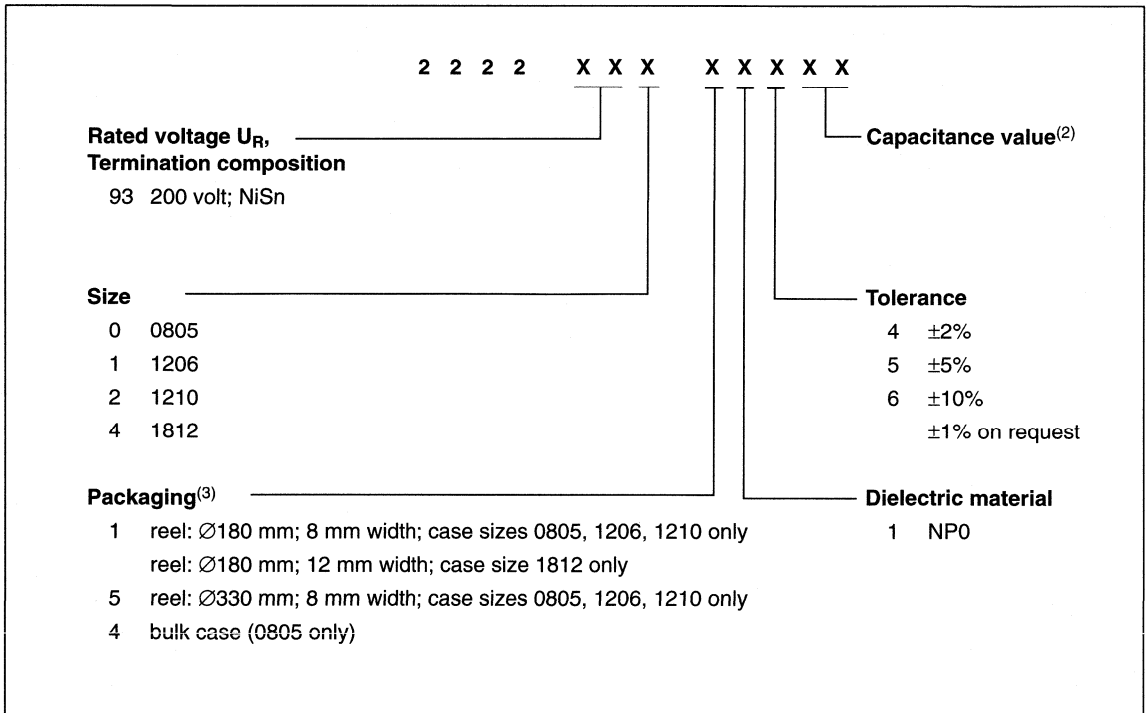 2 2 2 2 X X X X X X X X
Rated voltage UR,
Termination composition
93 200 volt; NiSn
Capacitance value(2)
Size
0 0805
1 1206
2 1210
4 1812
Tolerance
4 ±2%
5 ±5%
6 ±10%
±1% on request
Packaging(3)
1 reel: Ø180 mm; 8 mm width; case sizes 0805, 1206, 1210 only
reel: Ø180 mm; 12 mm width; case size 1812 only
5 reel: Ø330 mm; 8 mm width; case sizes 0805, 1206, 1210 only
4 bulk case (0805 only)
Dielectric material
1 NP0